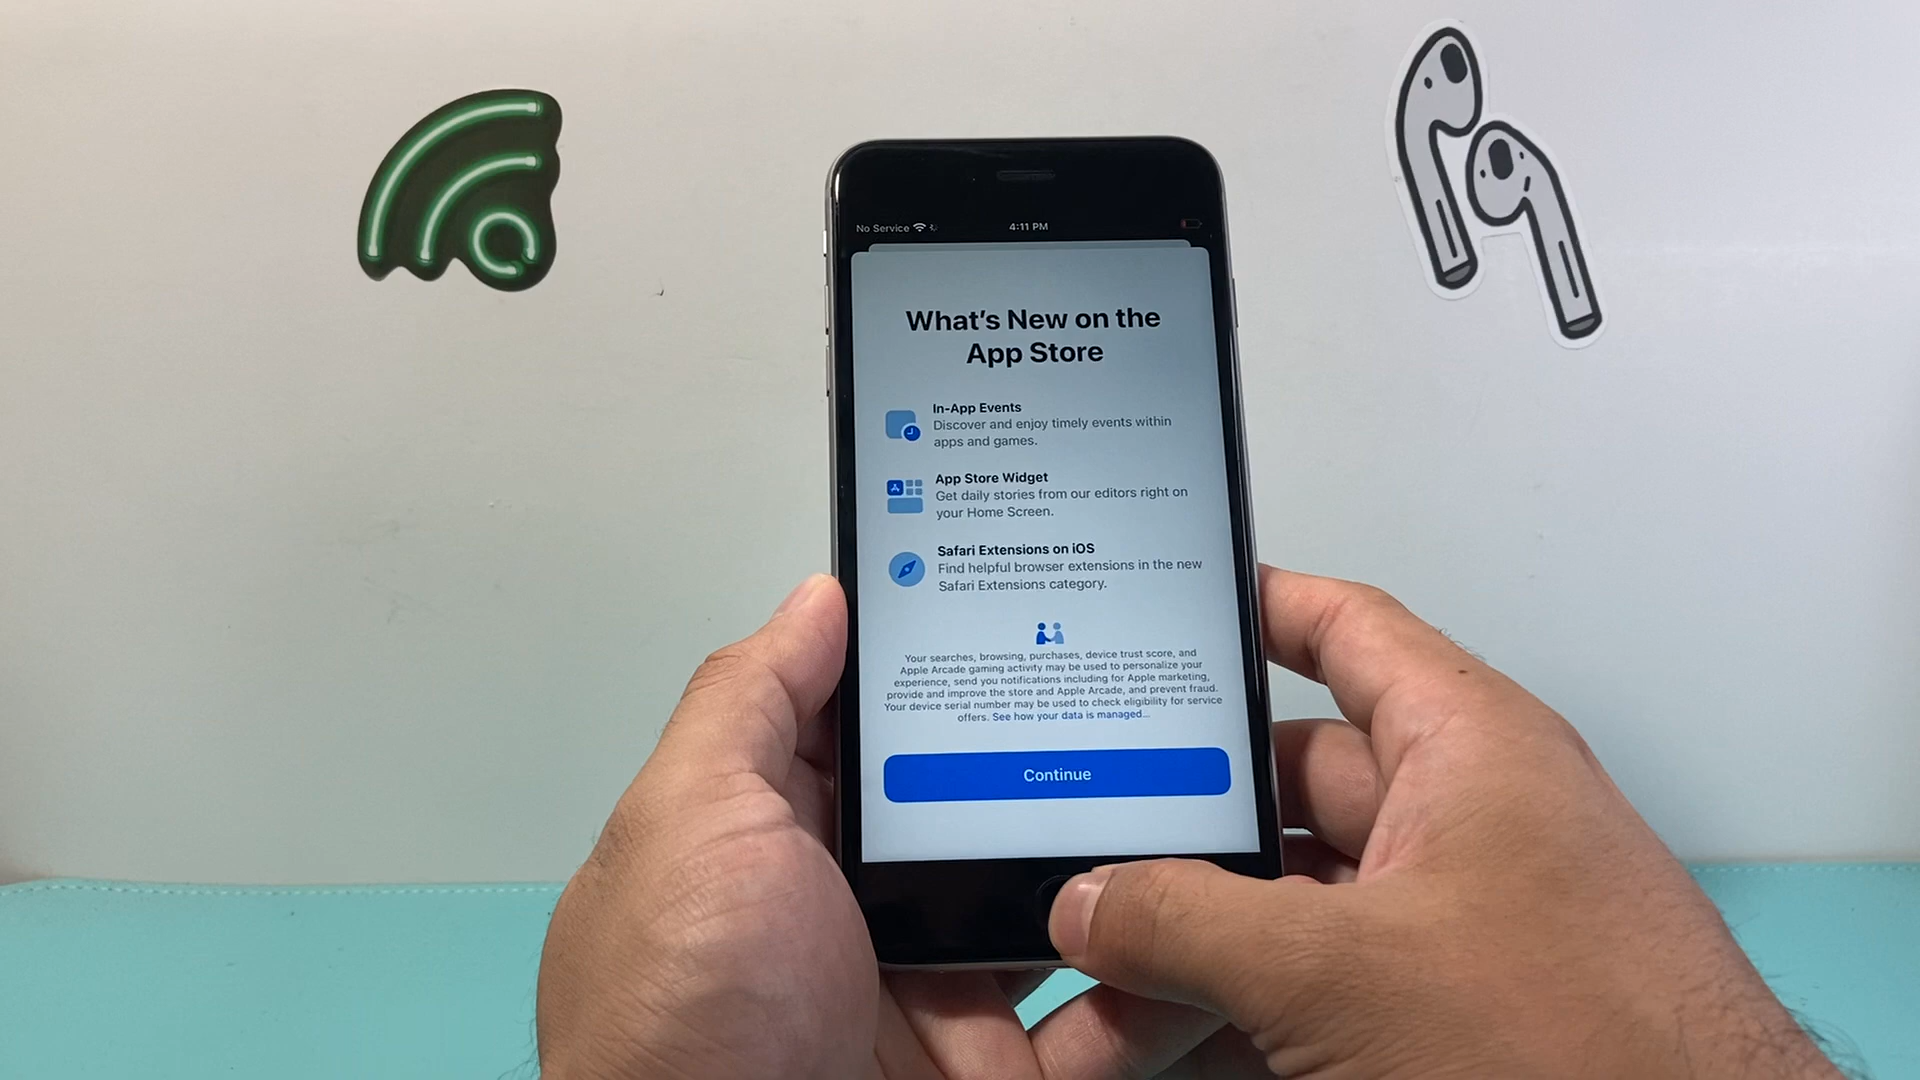 No Service
4:11 PM
What's New on the
App Store
In-App Events
Discover and enjoy timely events within
apps and games.
App Store Widget
Get daily stories from our editors right on
your Home Screen.
Safari Extensions on iOS
Find helpful browser extensions in the new
Safari Extensions category.
Your searches, browsing, purchases, device trust score, and
Apple Arcade gaming activity may be used to personalize your
experience, send you notifications including for Apple marketing,
provide and improve the store and Apple Arcade, and prevent fraud.
Your device serial number may be used to check eligibility for service
offers. See how your data is managed...
Continue